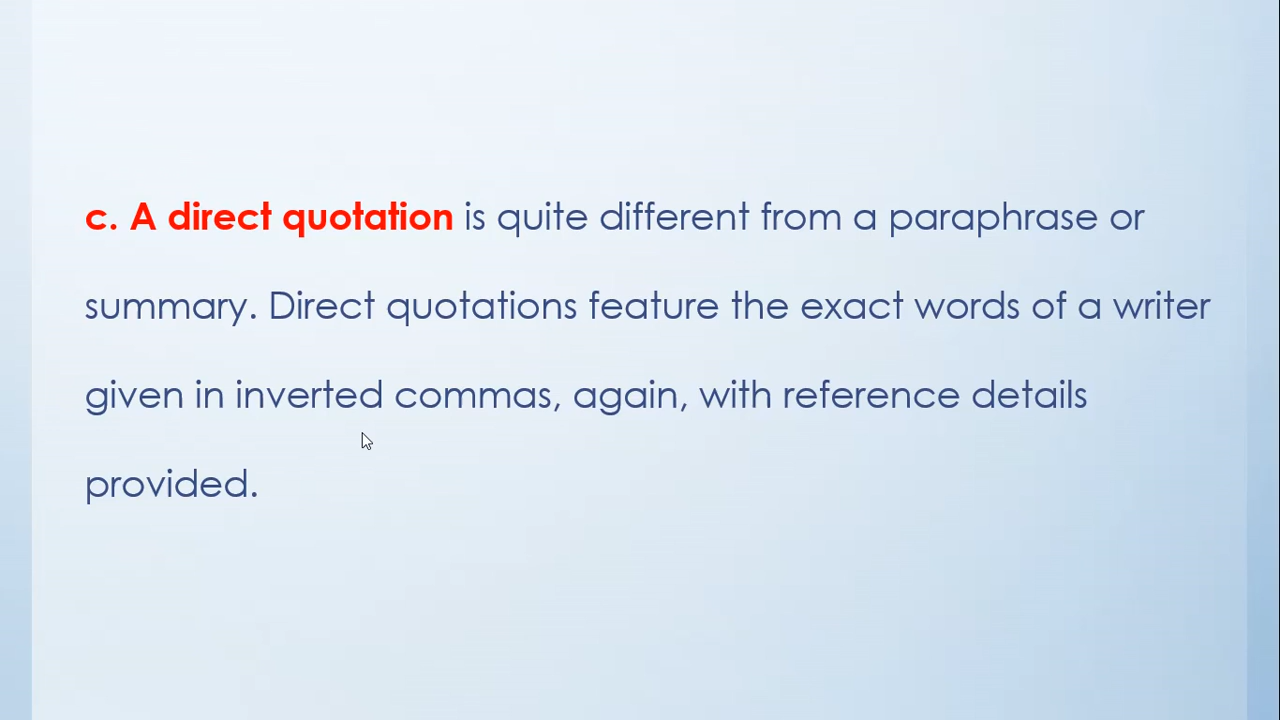 c. A direct quotation is quite different from a paraphrase or
summary. Direct quotations feature the exact words of a writer
given in inverted commas, again, with reference details
provided.